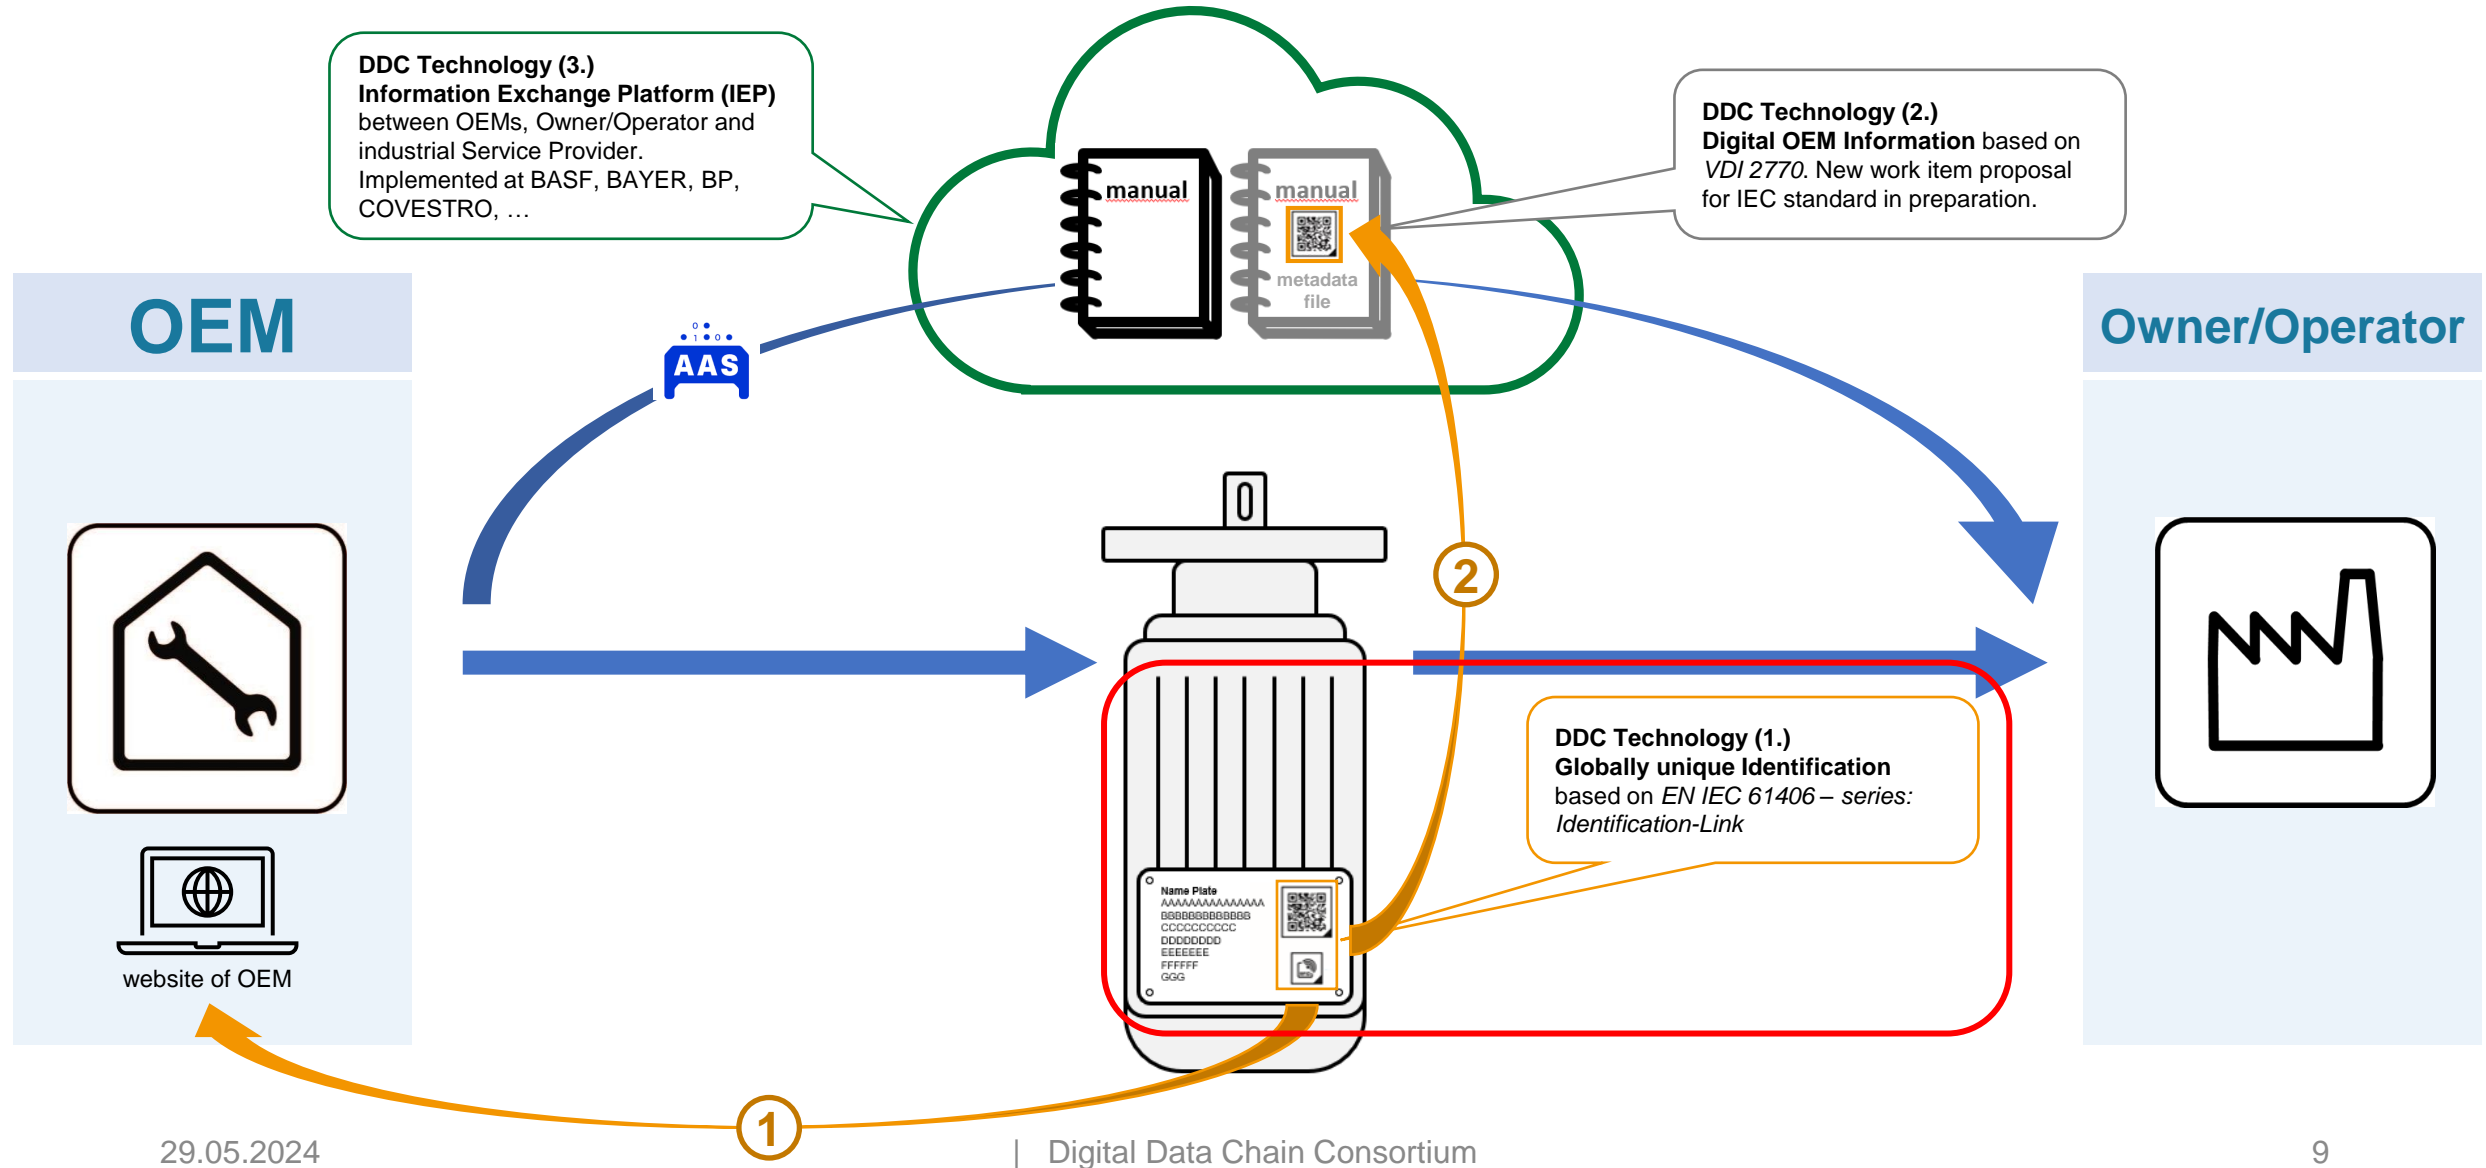 DDC Technology (3.)
Information Exchange Platform (IEP)
between OEMs, Owner/Operator and
industrial Service Provider.
Implemented at BASF, BAYER, BP,
COVESTRO, …
manual
manual
metadata
file
DDC Technology (2.)
Digital OEM Information based on
VDI 2770. New work item proposal
for IEC standard in preparation.
OEM
0
1 0
AAS
Owner/Operator
2
DDC Technology (1.)
Globally unique Identification
based on EN IEC 61406 – series:
Identification-Link
Name Plate
AAAAAAAAAAAAAAA
BBBBBBBBBBBBB
CCCCCCCCCC
DDDDDDDD
EEEEEEE
FFFFFF
GGG
website of OEM
1
29.05.2024
| Digital Data Chain Consortium
9